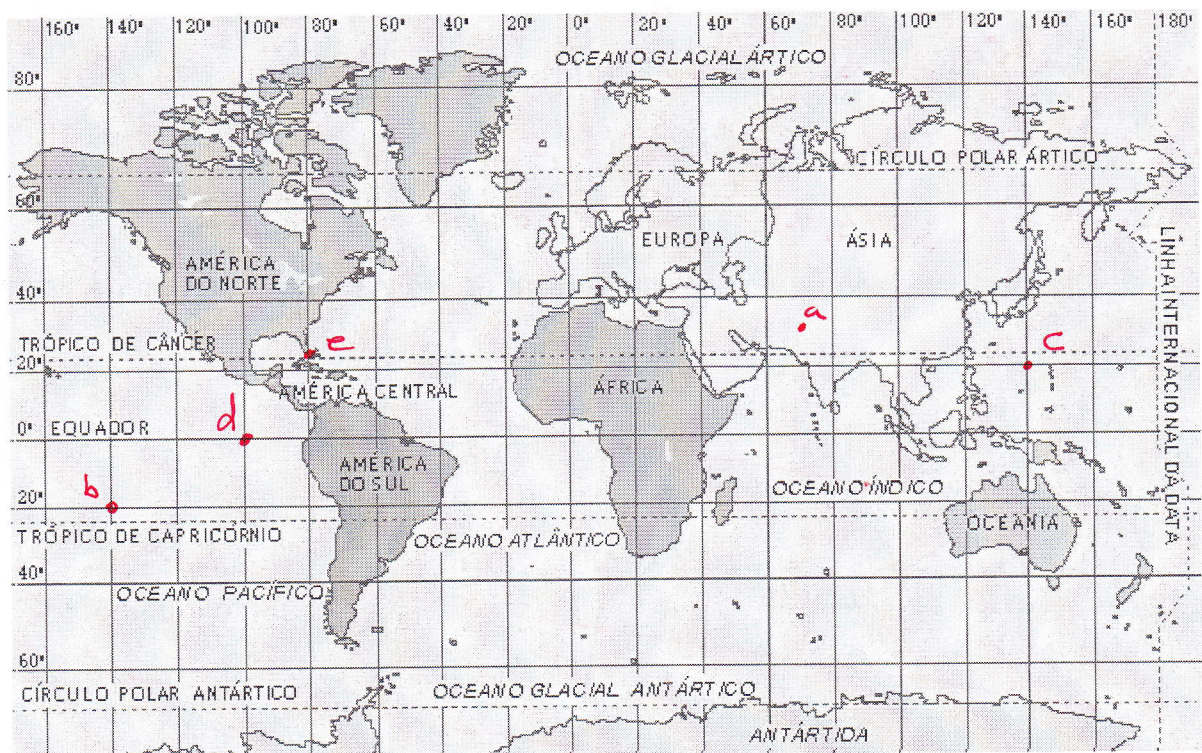 160° 140° 120° 100° 80° 60° 40° 20° 0° 20° 40° 60° 80° 100° 120° 140° 160° 180°
OCEANO GLACIAL ÁRTICO
80°
CÍRCULO POLAR ÁRTICO
60°
EUROPA
ÁSIA
AMÉRICA
DO NORTE
LINHA INTERNACIONAL DA DATA
40°
a
e
c
TRÓPICO DE CÂNCER
20°
AMÉRICA CENTRAL
ÁFRICA
d
0°
EQUADOR
AMÉRICA
DO SUL
b
OCEANO ÍNDICO
20°
OCEANIA
TRÓPICO DE CAPRICÓRNIO
OCEANO ATLÂNTICO
40°
OCEANO PACÍFICO
60°
CÍRCULO POLAR ANTÁRTICO
OCEANO GLACIAL ANTÁRTICO
ANTÁRTIDA